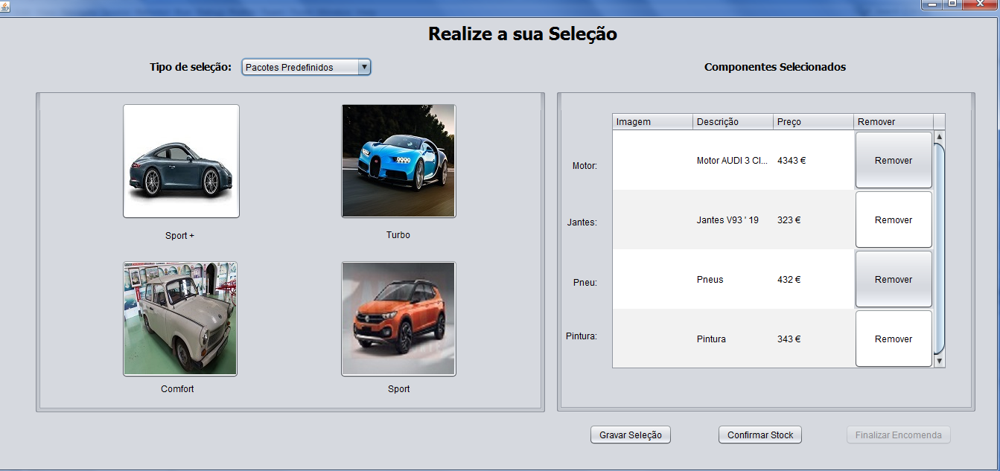 Realize a sua Seleção
Tipo de seleção:
Pacotes Predefinidos
Componentes Selecionados
Sport +
Turbo
Comfort
Sport
Imagem Descrição Preço Remover
Motor: Motor AUDI 3 Cl... 4343 € Remover
Jantes: Jantes V93 ' 19 323 € Remover
Pneu: Pneus 432 € Remover
Pintura: Pintura 343 € Remover
Gravar Seleção
Confirmar Stock
Finalizar Encomenda